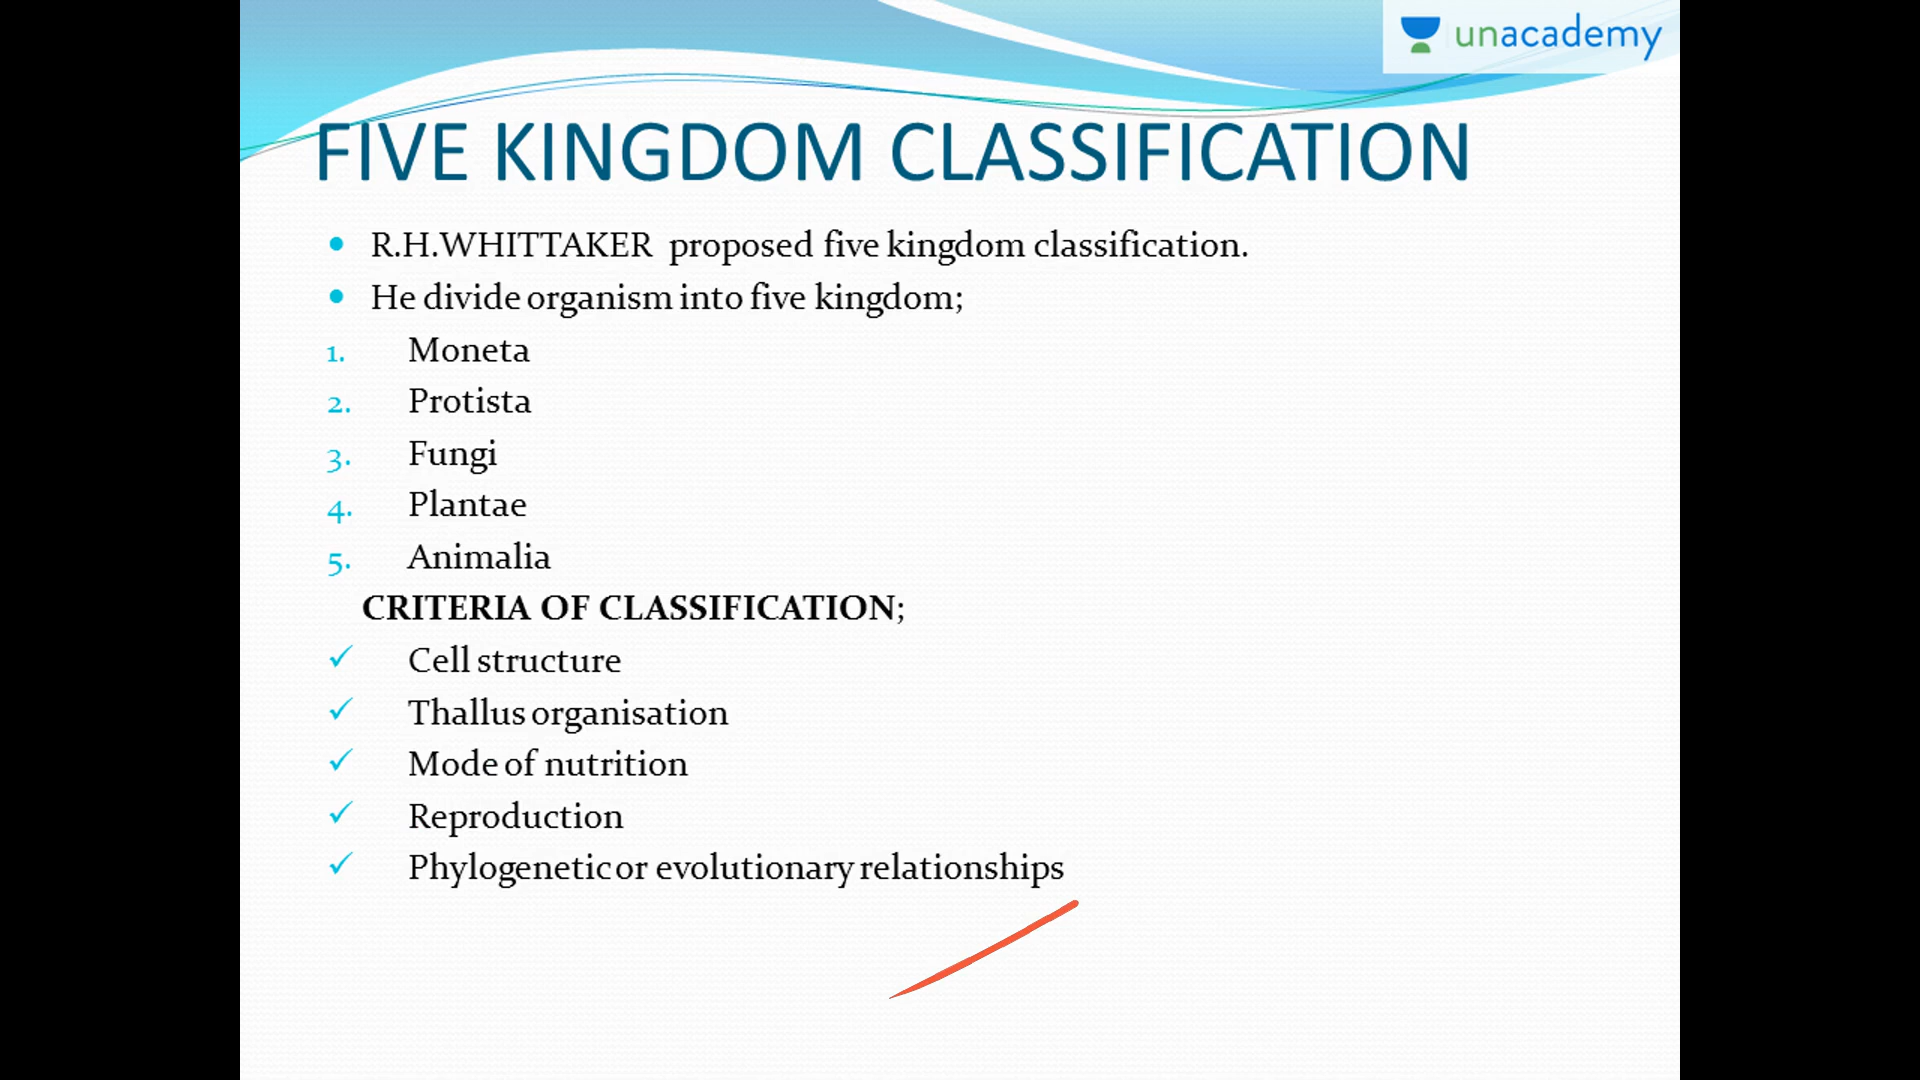 unacademy
FIVE KINGDOM CLASSIFICATION
• R.H.WHITTAKER proposed five kingdom classification.
• He divide organism into five kingdom;
1. Moneta
2. Protista
3. Fungi
4. Plantae
5. Animalia
CRITERIA OF CLASSIFICATION;
✓ Cell structure
✓ Thallus organisation
✓ Mode of nutrition
✓ Reproduction
✓ Phylogenetic or evolutionary relationships